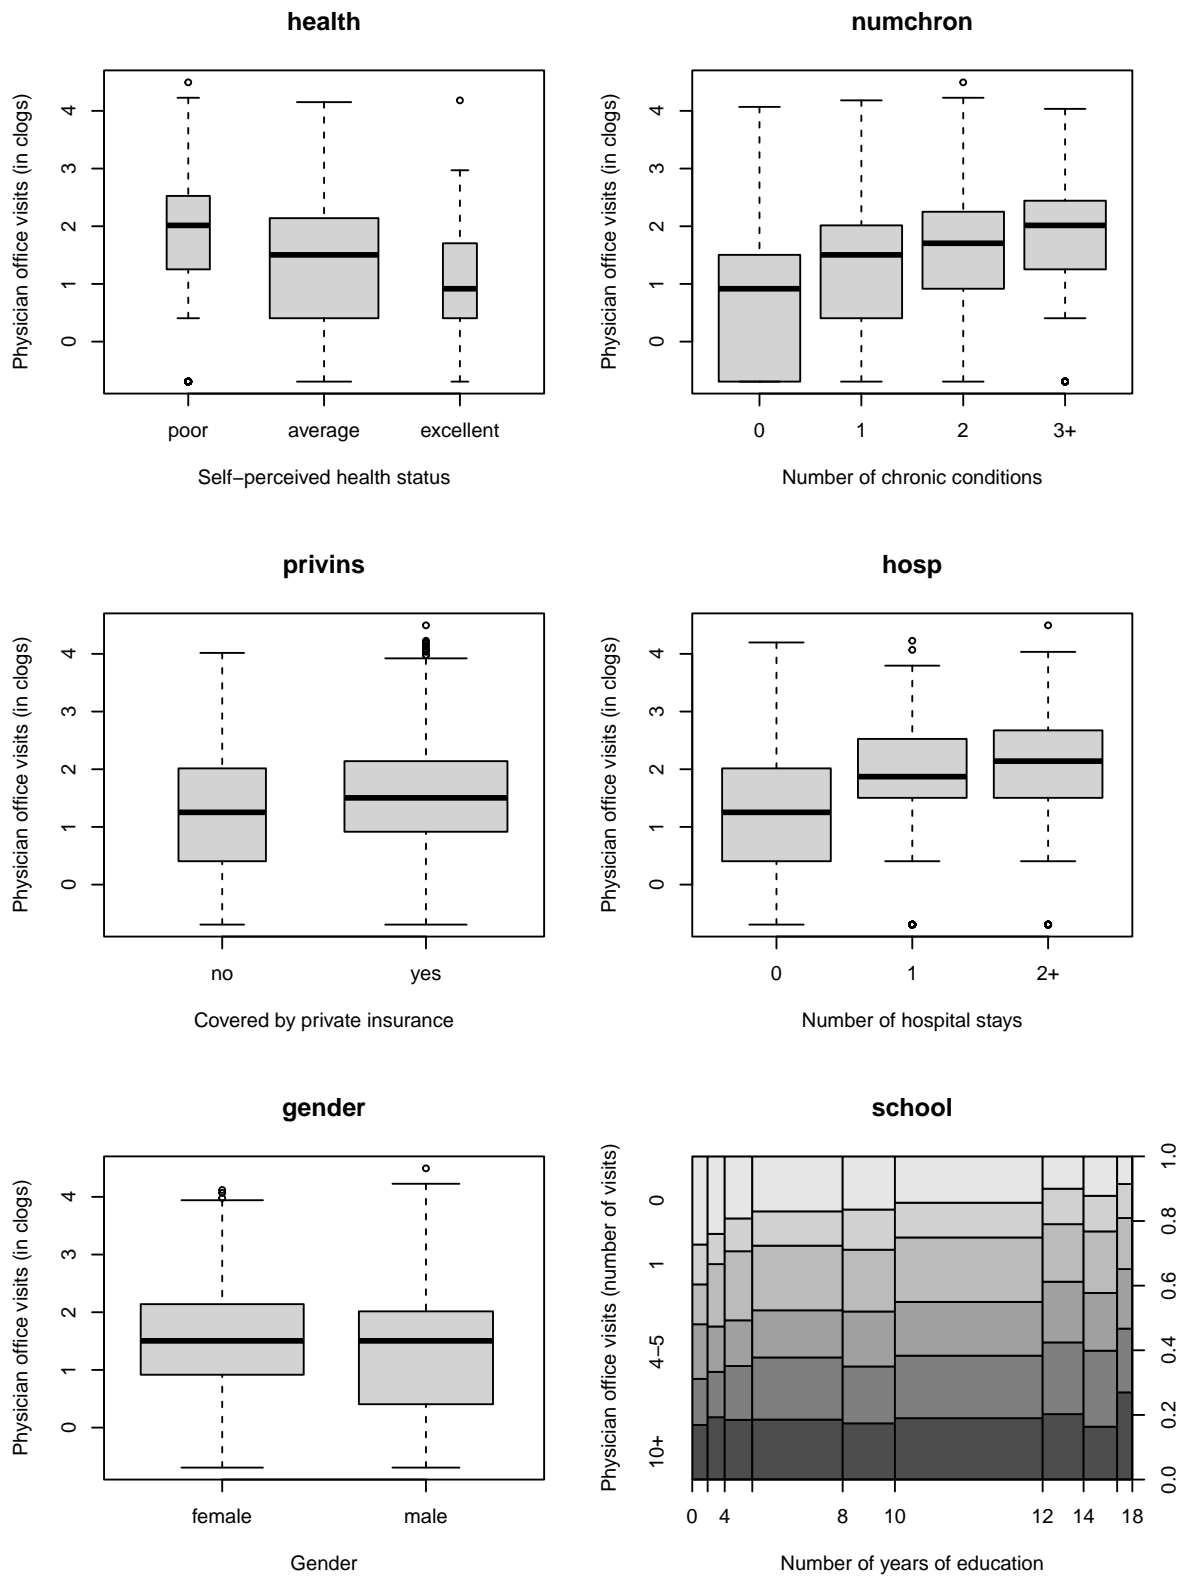 health
Physician office visits (in clogs)
4
3
2
1
0
poor average excellent
Self−perceived health status
numchron
Physician office visits (in clogs)
4
3
2
1
0
0 1 2 3+
Number of chronic conditions
privins
Physician office visits (in clogs)
4
3
2
1
0
no yes
Covered by private insurance
hosp
Physician office visits (in clogs)
4
3
2
1
0
0 1 2+
Number of hospital stays
gender
Physician office visits (in clogs)
4
3
2
1
0
female male
Gender
school
Physician office visits (number of visits)
0
1
4−5
10+
1.0
0.8
0.6
0.4
0.2
0.0
0 4 8 10 12 14 18
Number of years of education